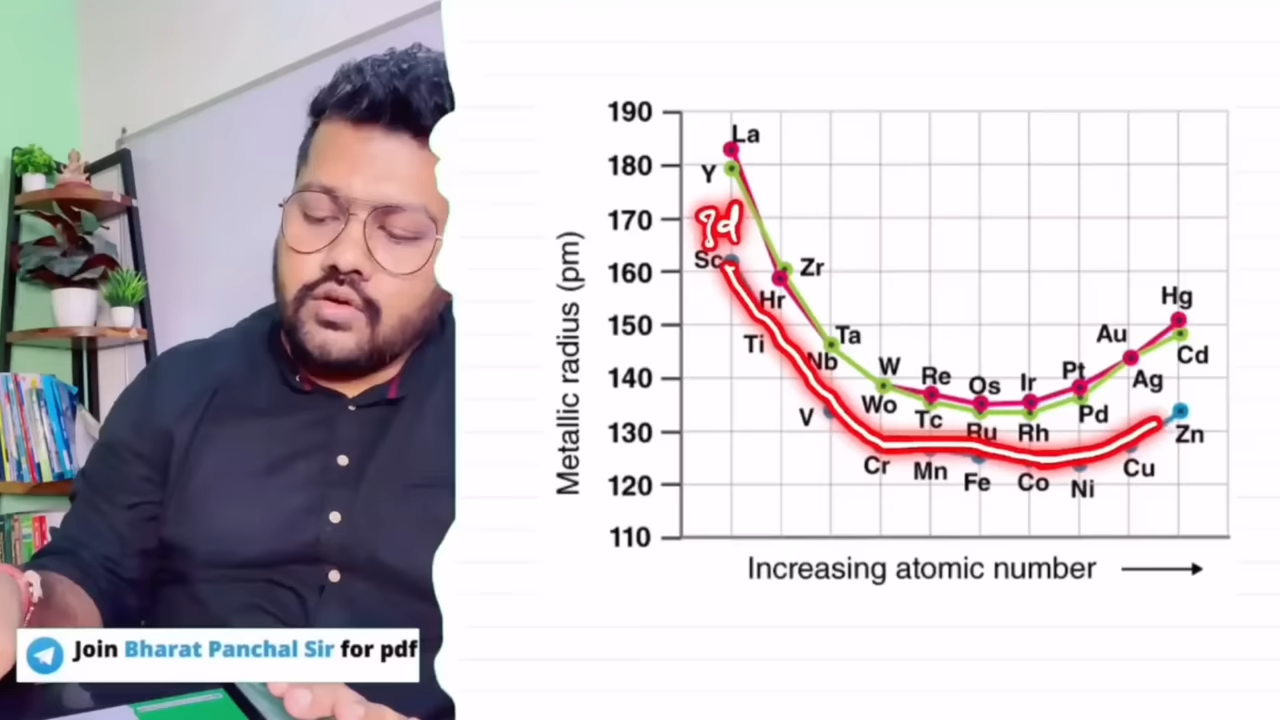 190
La
180
Y
170
3d
Sc
160
Zr
Hr
Hg
150
Ti
Ta
Nb
Au
Cd
140
W
Re
Os
Ir
Pt
Ag
Wo
Tc
Pd
V
130
Ru
Rh
Zn
Cr
Mn
Fe
Co
Ni
Cu
120
110
Metallic radius (pm)
Increasing atomic number
Join Bharat Panchal Sir for pdf